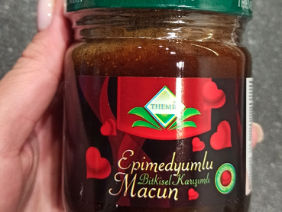 THEMRA
Epimedyumlu
Bitkisel Karışımlı
Macun